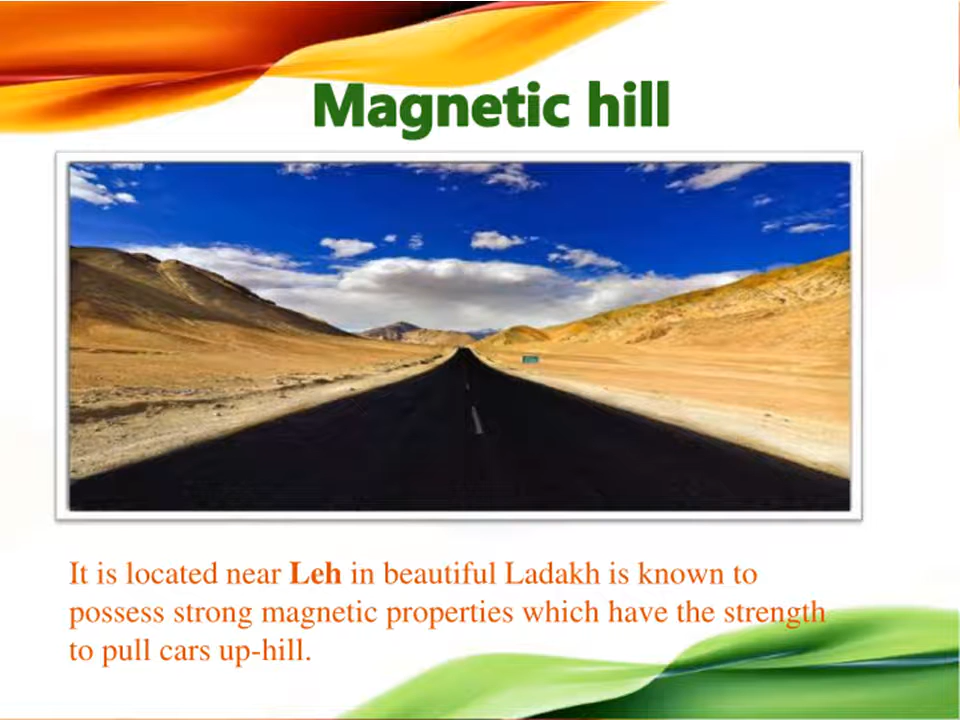 Magnetic hill
It is located near Leh in beautiful Ladakh is known to
possess strong magnetic properties which have the strength
to pull cars up-hill.